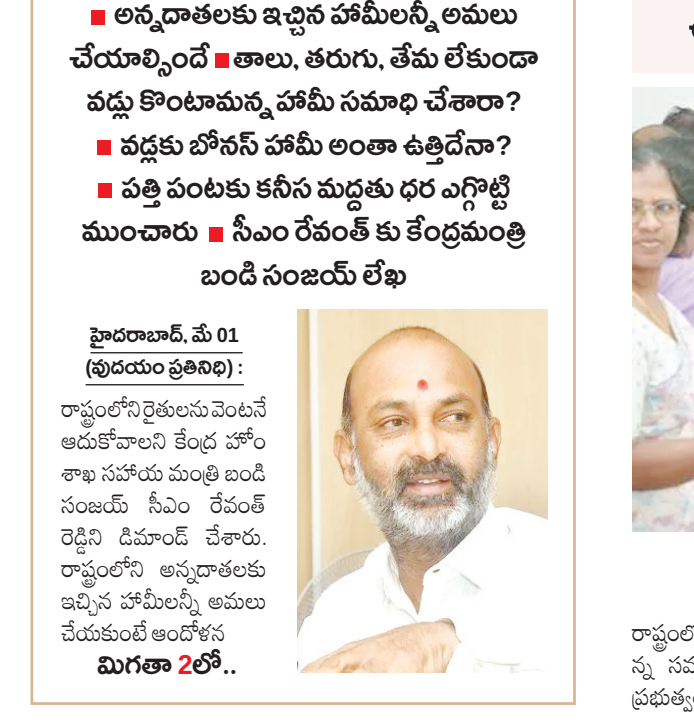 ■ అన్నదాతలకు ఇచ్చిన హామీలన్నీ అమలు
చేయాల్సిందే ■ తాలు, తరుగు, తేమ లేకుండా
వడ్లు కొంటామన్న హామీ సమాధి చేశారా?
■ వడ్లకు బోనస్ హామీ అంతా ఉత్తిదేనా?
■ పత్తి పంటకు కనీస మద్దతు ధర ఎగ్గొట్టి
ముంచారు ■ సీఎం రేవంత్ కు కేంద్రమంత్రి
బండి సంజయ్ లేఖ
హైదరాబాద్, మే 01
(వుదయం ప్రతినిధి) :
రాష్ట్రంలోని రైతులను వెంటనే
ఆదుకోవాలని కేంద్ర హోం
శాఖ సహాయ మంత్రి బండి
సంజయ్ సీఎం రేవంత్
రెడ్డిని డిమాండ్ చేశారు.
రాష్ట్రంలోని అన్నదాతలకు
ఇచ్చిన హామీలన్నీ అమలు
చేయకుంటే ఆందోళన
మిగతా 2లో..
న్న